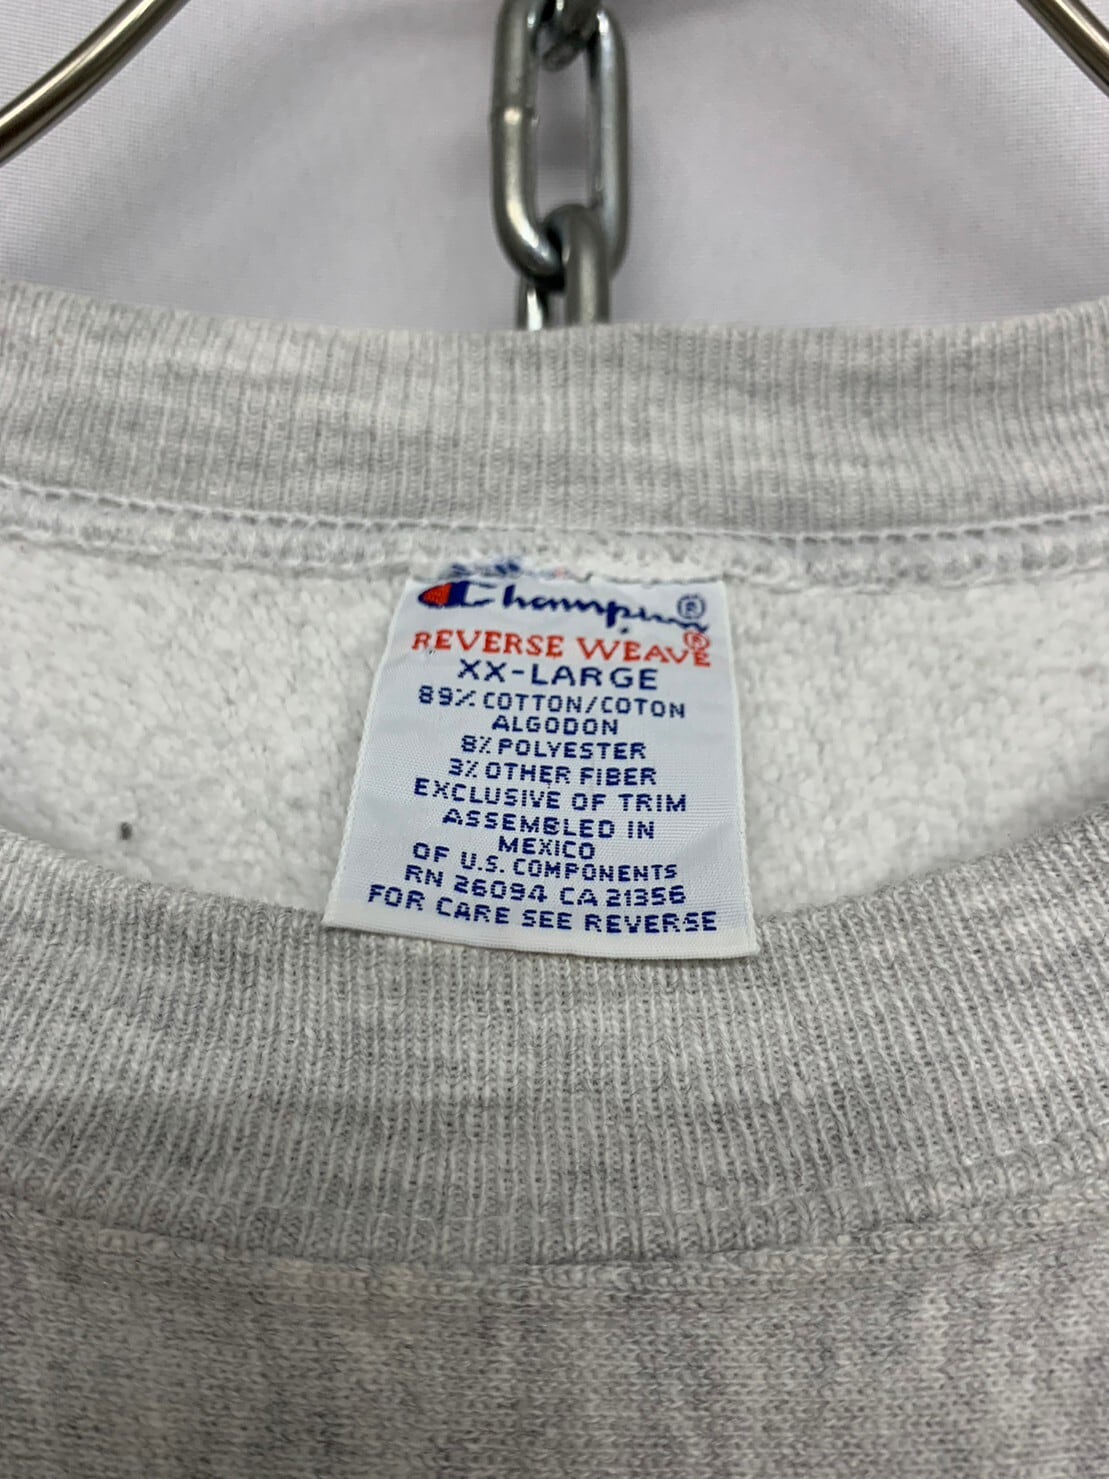 Champion®
REVERSE WEAVE®
XX-LARGE
89% COTTON/COTON
ALGODON
8% POLYESTER
3% OTHER FIBER
EXCLUSIVE OF TRIM
ASSEMBLED IN
MEXICO
OF U.S. COMPONENTS
RN 26094 CA 21356
FOR CARE SEE REVERSE